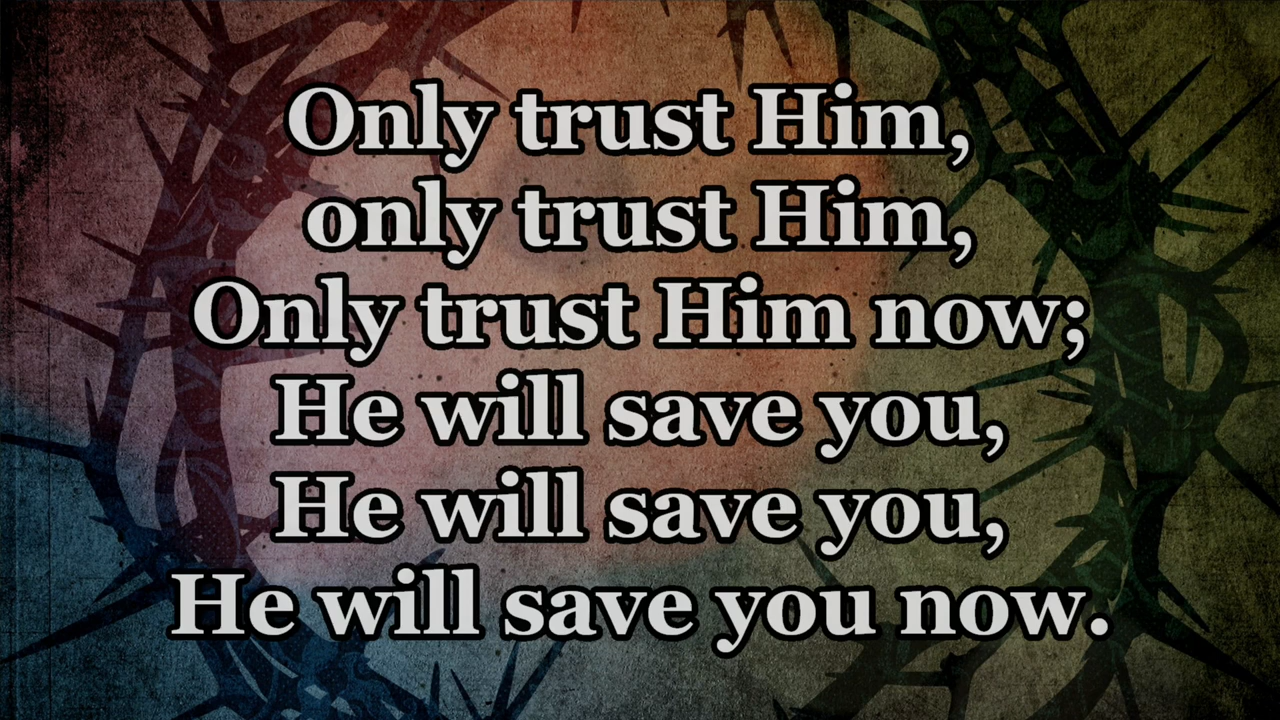 Only trust Him,
only trust Him,
Only trust Him now;
He will save you,
He will save you,
He will save you now.